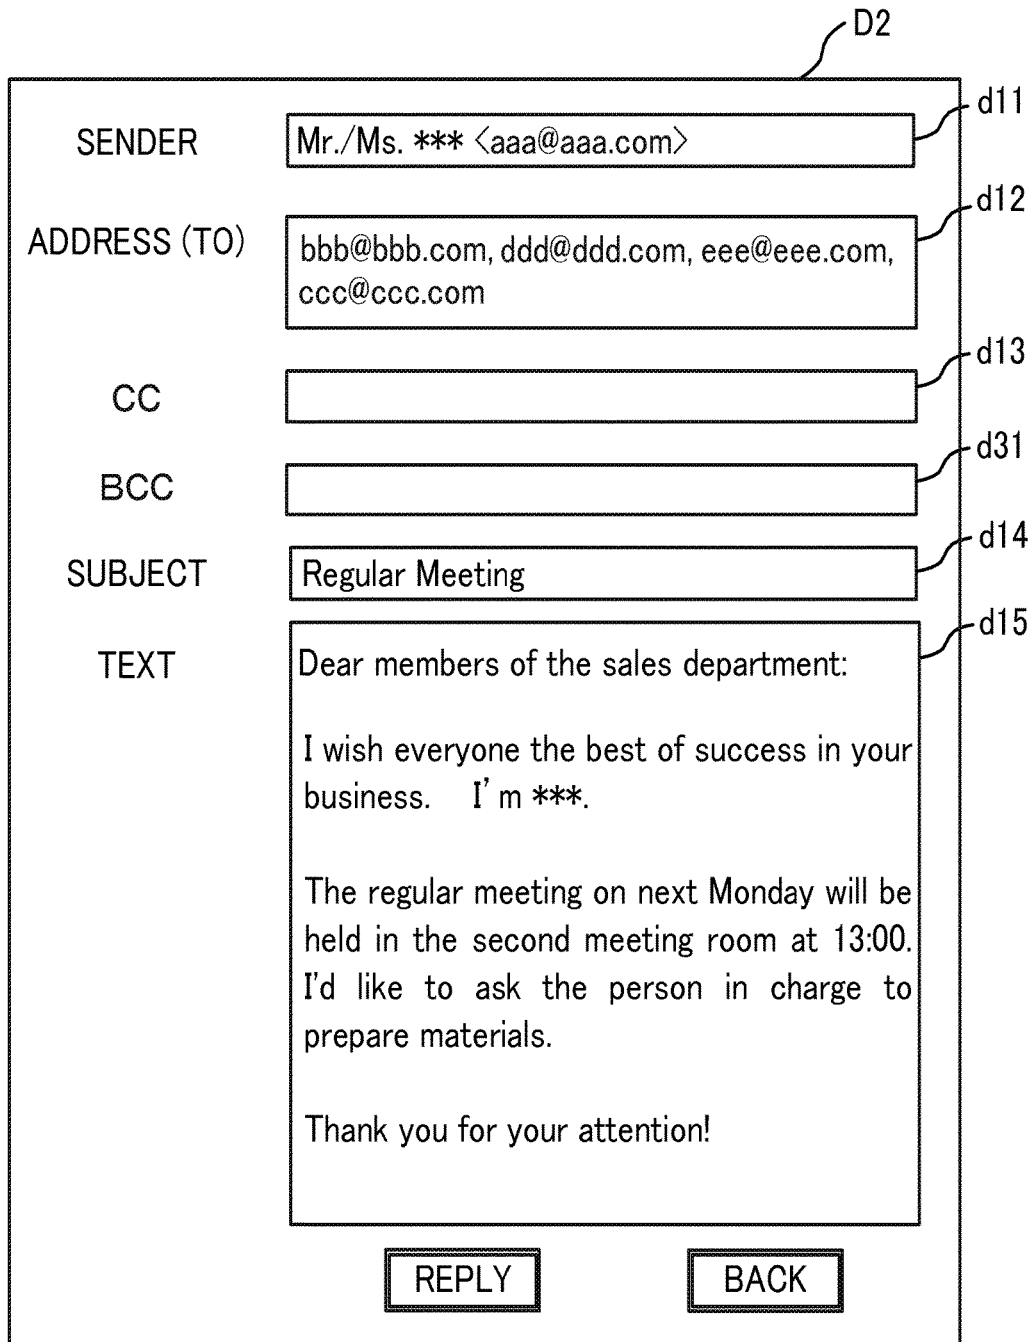 D2
SENDER
Mr./Ms. *** <aaa@aaa.com>
d11
ADDRESS (TO)
bbb@bbb.com, ddd@ddd.com, eee@eee.com,
ccc@ccc.com
d12
CC
d13
BCC
d31
SUBJECT
Regular Meeting
d14
TEXT
d15
Dear members of the sales department:
I wish everyone the best of success in your
business. I'm ***.
The regular meeting on next Monday will be
held in the second meeting room at 13:00.
I'd like to ask the person in charge to
prepare materials.
Thank you for your attention!
REPLY
BACK